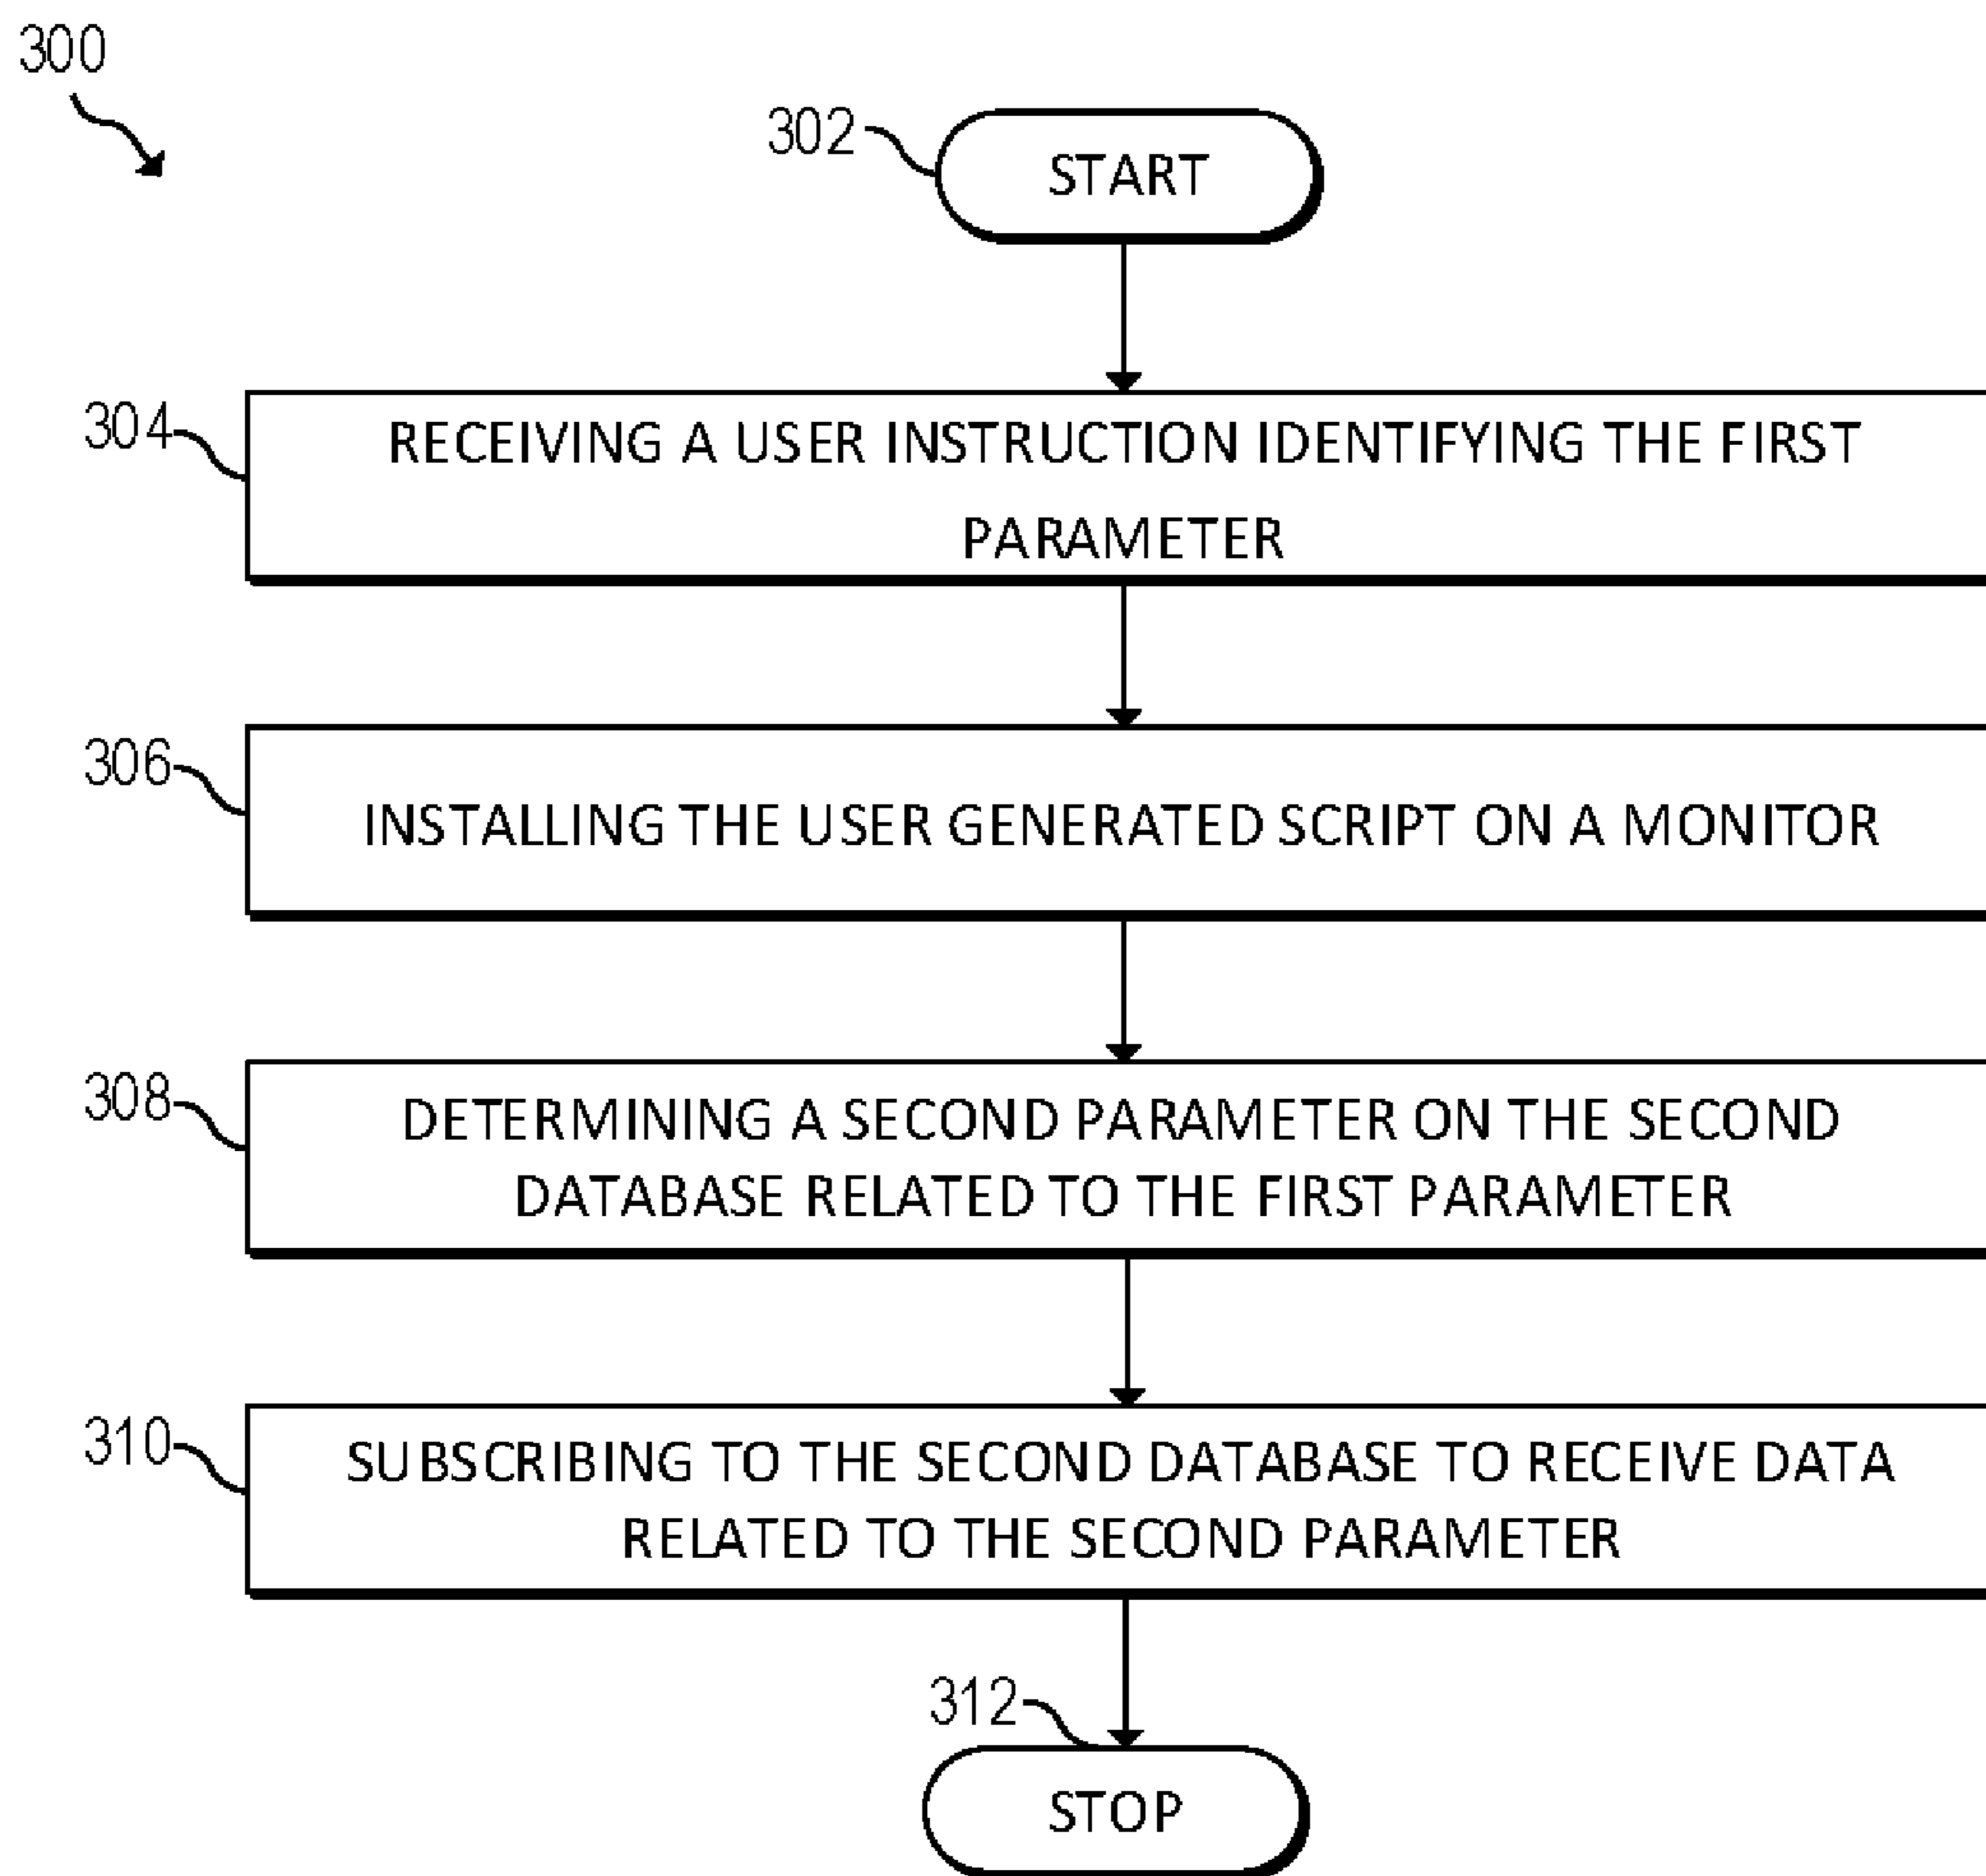 300
302
START
304
RECEIVING A USER INSTRUCTION IDENTIFYING THE FIRST
PARAMETER
306
INSTALLING THE USER GENERATED SCRIPT ON A MONITOR
308
DETERMINING A SECOND PARAMETER ON THE SECOND
DATABASE RELATED TO THE FIRST PARAMETER
310
SUBSCRIBING TO THE SECOND DATABASE TO RECEIVE DATA
RELATED TO THE SECOND PARAMETER
312
STOP